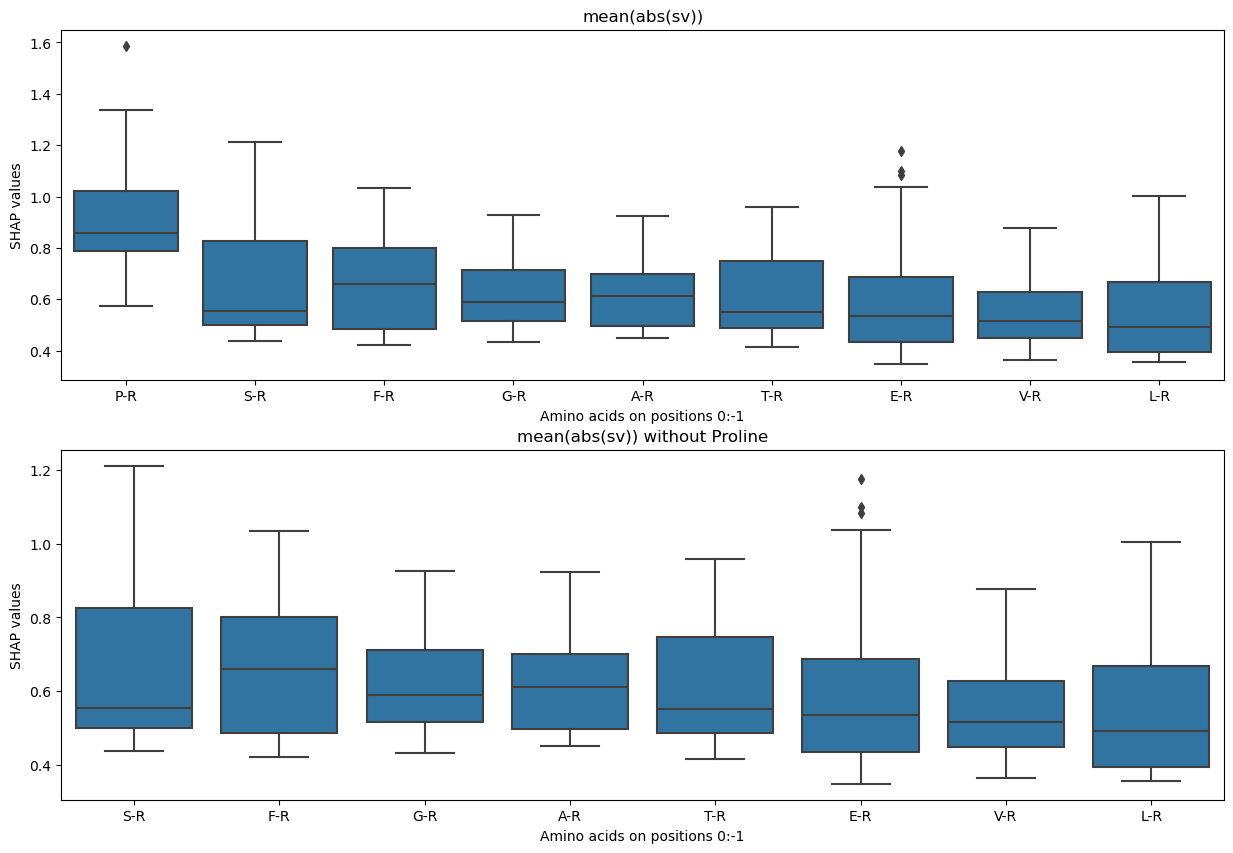 mean(abs(sv))
1.6
1.4
1.2
1.0
0.8
0.6
0.4
SHAP values
P-R S-R F-R G-R A-R T-R E-R V-R L-R
Amino acids on positions 0:-1
mean(abs(sv)) without Proline
1.2
1.0
0.8
0.6
0.4
SHAP values
S-R F-R G-R A-R T-R E-R V-R L-R
Amino acids on positions 0:-1